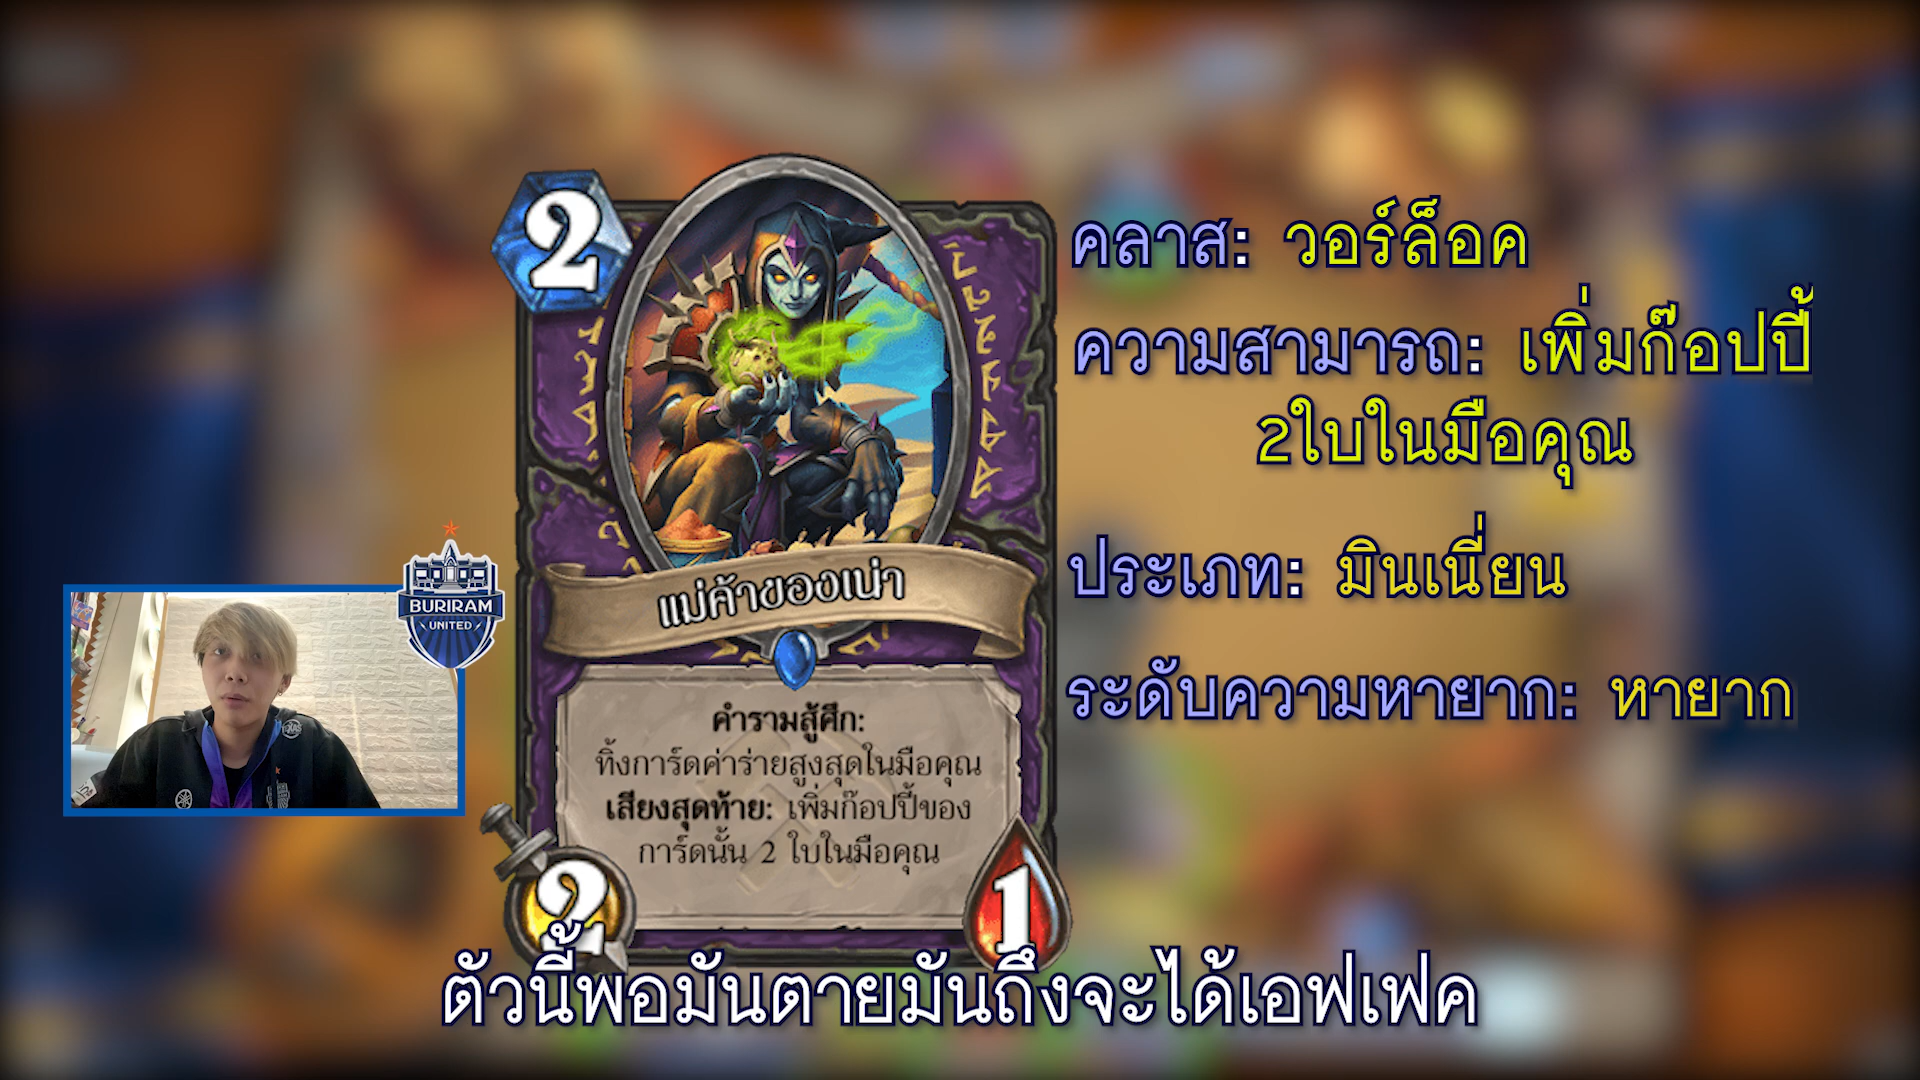 2
คลาส: วอร์ล็อค
ความสามารถ: เพิ่มก๊อปปี้
2ใบในมือคุณ
ประเภท: มินเนี่ยน
ระดับความหายาก: หายาก
แม่ค้าของเน่า
คำรามสู้ศึก:
ทิ้งการ์ดค่าร่ายสูงสุดในมือคุณ
เสียงสุดท้าย: เพิ่มก๊อปปี้ของ
การ์ดนั้น 2 ใบในมือคุณ
2
1
BURIRAM
UNITED
ตัวนี้พอมันตายมันถึงจะได้เอฟเฟค